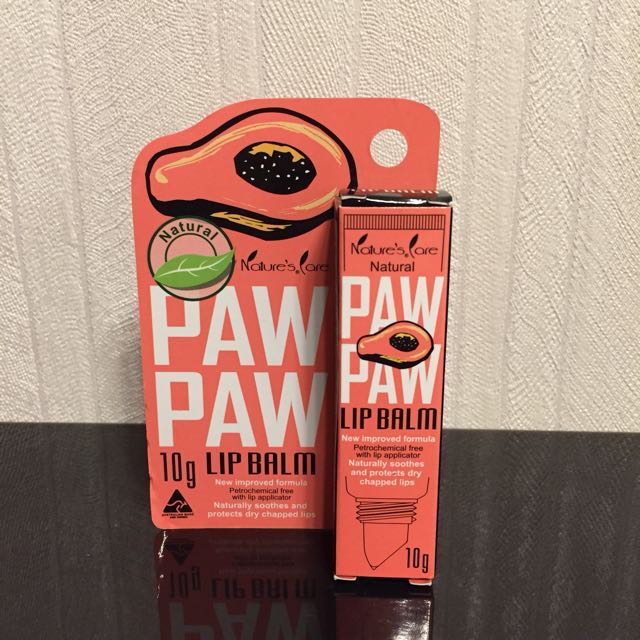 Natural
Nature's Care
PAW
PAW
10g LIP BALM
New improved formula
Petrochemical free
with lip applicator
Naturally soothes and
protects dry chapped lips
Nature's Care
Natural
PAW
PAW
LIP BALM
New improved formula
Petrochemical free
with lip applicator
Naturally soothes
and protects dry
chapped lips
10g